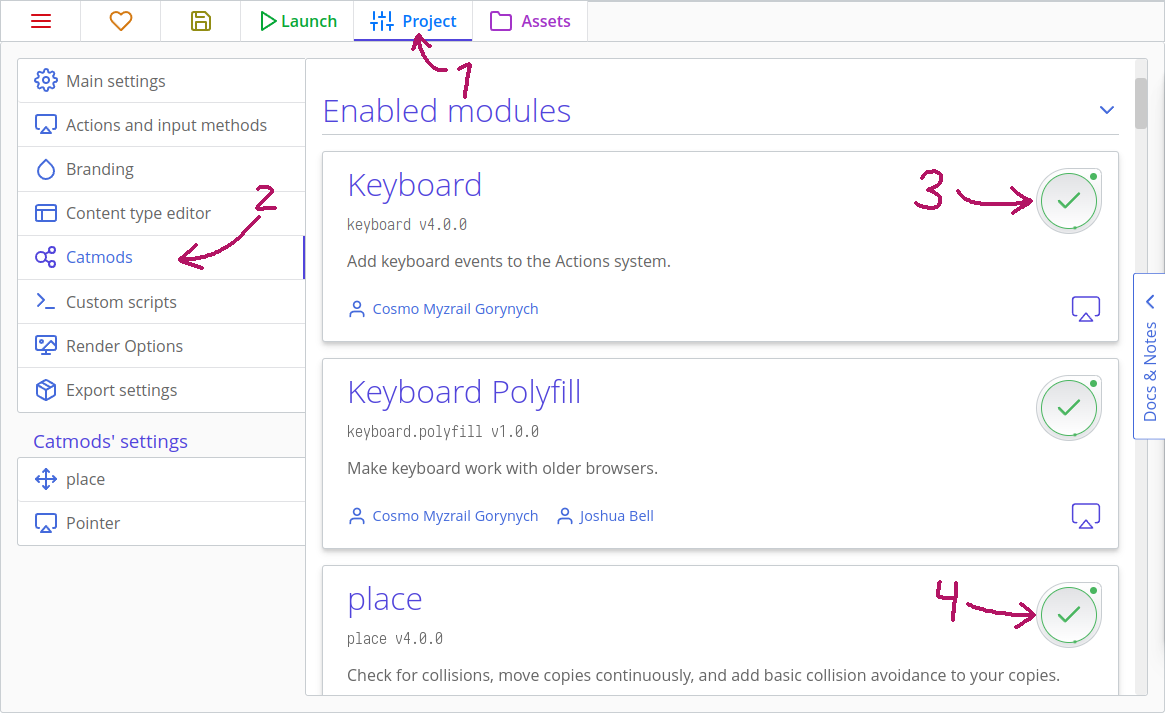 Launch
Project
Assets
1
Main settings
Actions and input methods
Branding
Content type editor
Catmods
Custom scripts
Render Options
Export settings
2
Catmods' settings
place
Pointer
Enabled modules
Keyboard
keyboard v4.0.0
Add keyboard events to the Actions system.
Cosmo Myzrail Gorynych
3
Keyboard Polyfill
keyboard.polyfill v1.0.0
Make keyboard work with older browsers.
Cosmo Myzrail Gorynych Joshua Bell
place
place v4.0.0
Check for collisions, move copies continuously, and add basic collision avoidance to your copies.
4
Docs & Notes